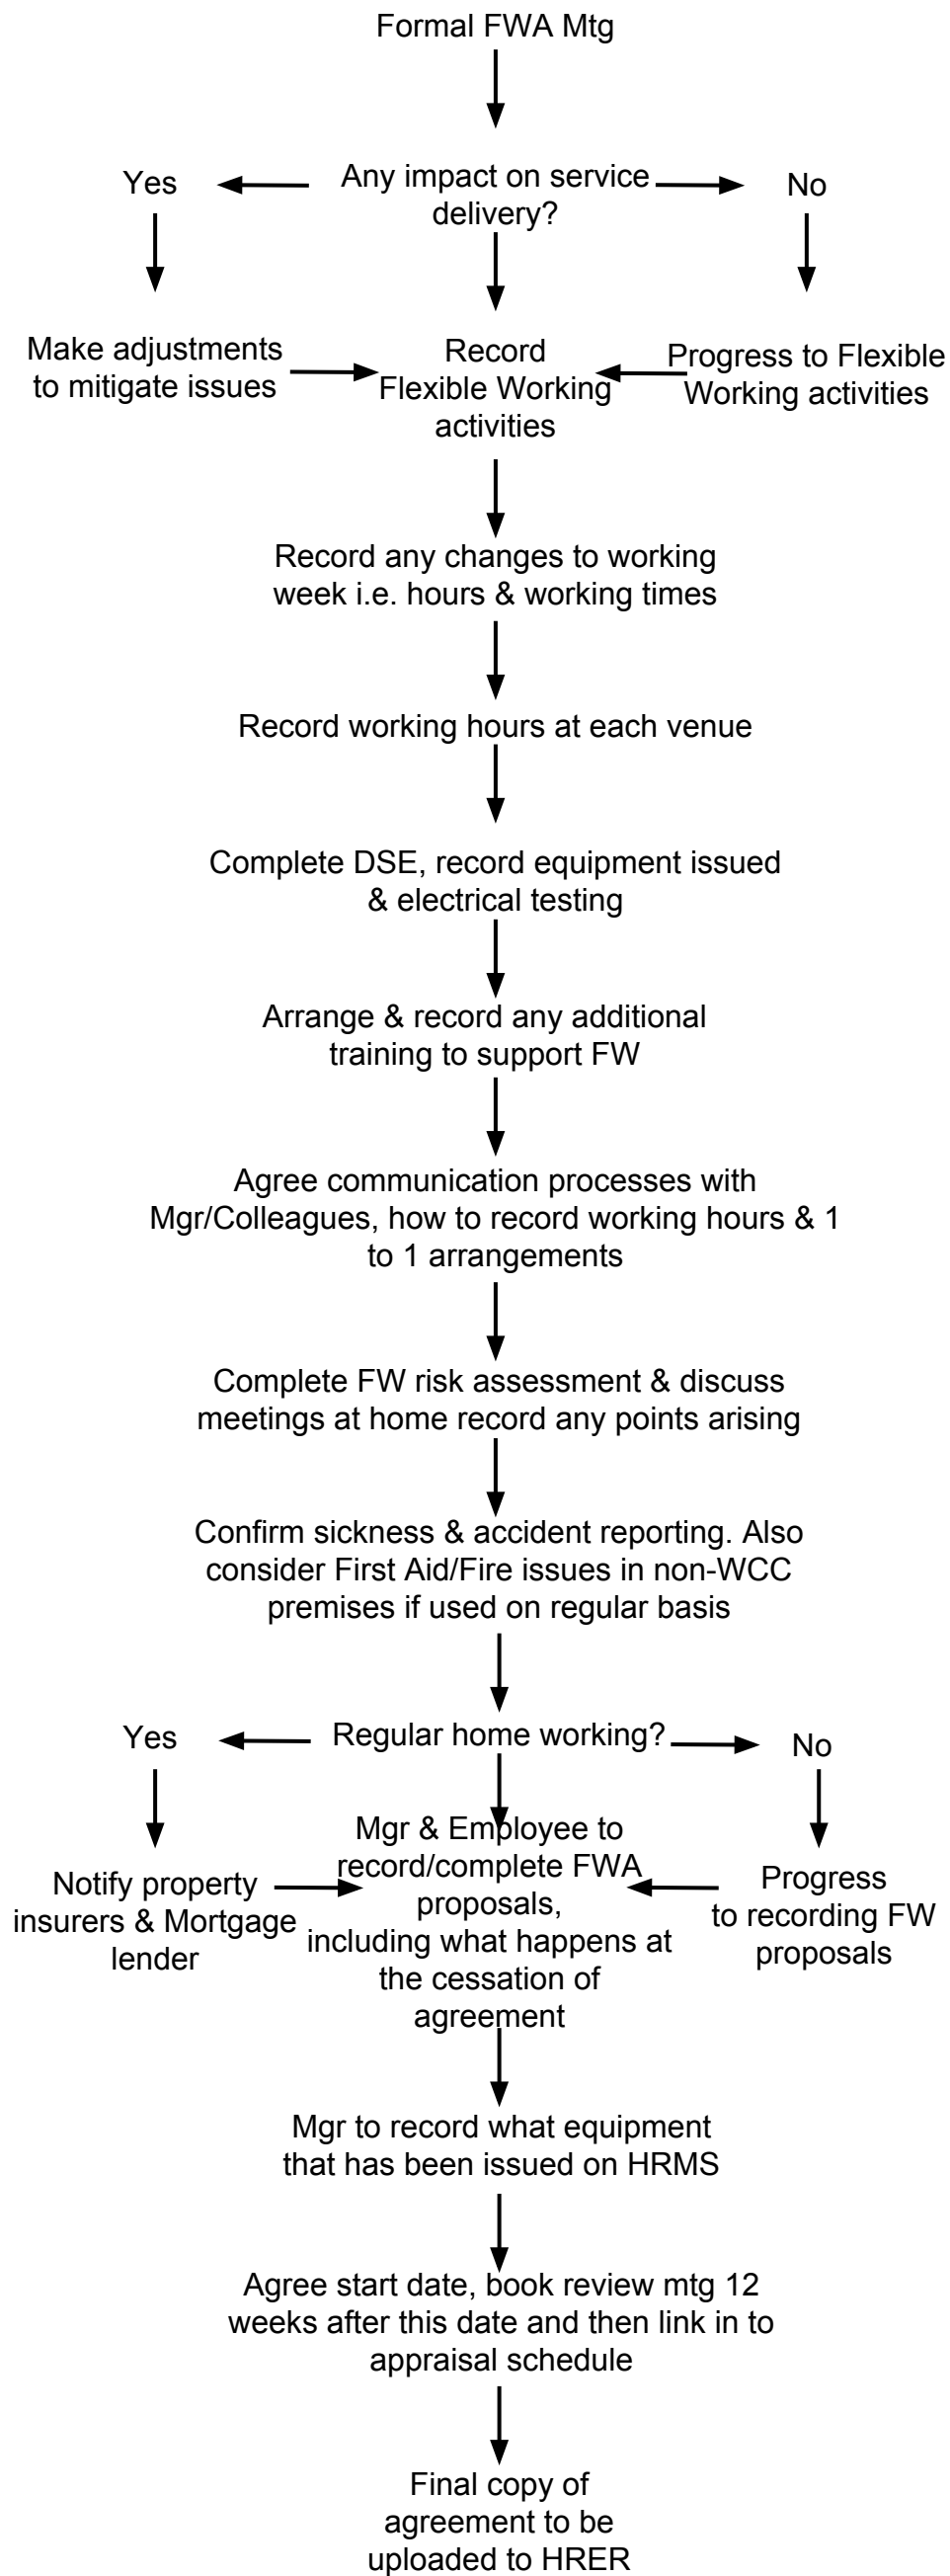 Formal FWA Mtg
Yes
Any impact on service
delivery?
No
Make adjustments
to mitigate issues
Record
Flexible Working
activities
Progress to Flexible
Working activities
Record any changes to working
week i.e. hours & working times
Record working hours at each venue
Complete DSE, record equipment issued
& electrical testing
Arrange & record any additional
training to support FW
Agree communication processes with
Mgr/Colleagues, how to record working hours & 1
to 1 arrangements
Complete FW risk assessment & discuss
meetings at home record any points arising
Confirm sickness & accident reporting. Also
consider First Aid/Fire issues in non-WCC
premises if used on regular basis
Yes
Regular home working?
No
Notify property
insurers & Mortgage
lender
Mgr & Employee to
record/complete FWA
proposals,
including what happens at
the cessation of
agreement
Progress
to recording FW
proposals
Mgr to record what equipment
that has been issued on HRMS
Agree start date, book review mtg 12
weeks after this date and then link in to
appraisal schedule
Final copy of
agreement to be
uploaded to HRER